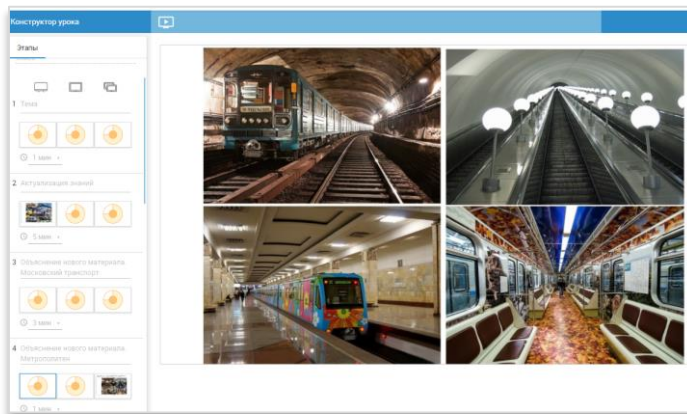 Конструктор урока
Этапы
1 Тема
1 мин
2 Актуализация знаний
5 мин
3 Объяснение нового материала.
Московский транспорт.
3 мин
4 Объяснение нового материала.
Метрополитен
1 мин